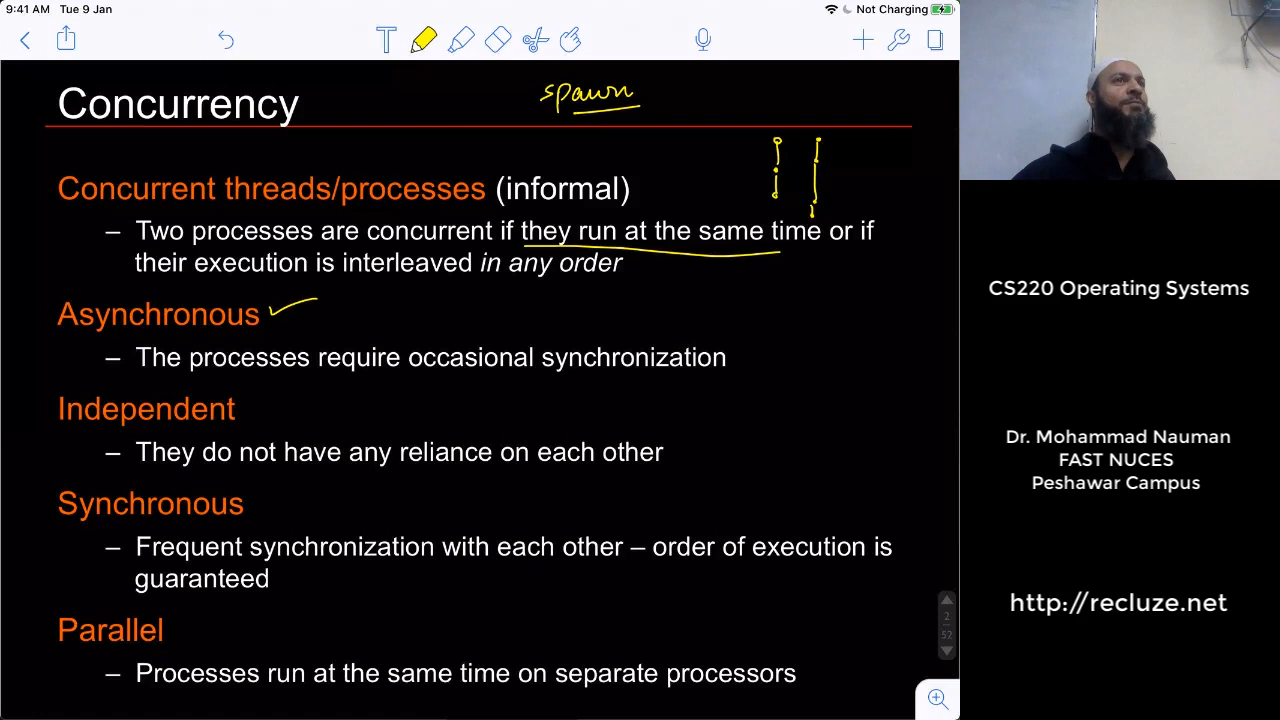 9:41 AM Tue 9 Jan
Not Charging
T
Concurrency
spawn
Concurrent threads/processes (informal)
– Two processes are concurrent if they run at the same time or if
their execution is interleaved in any order
Asynchronous
– The processes require occasional synchronization
Independent
– They do not have any reliance on each other
Synchronous
– Frequent synchronization with each other – order of execution is
guaranteed
Parallel
– Processes run at the same time on separate processors
2
52
CS220 Operating Systems
Dr. Mohammad Nauman
FAST NUCES
Peshawar Campus
http://recluze.net